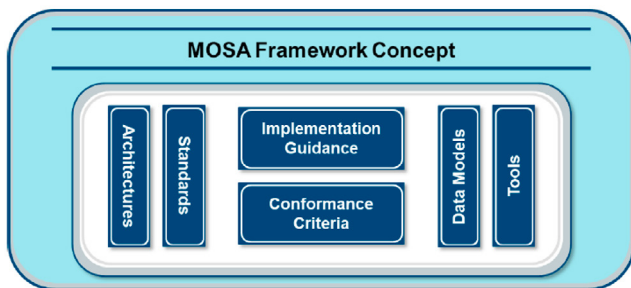 MOSA Framework Concept
Architectures
Standards
Implementation
Guidance
Conformance
Criteria
Data Models
Tools